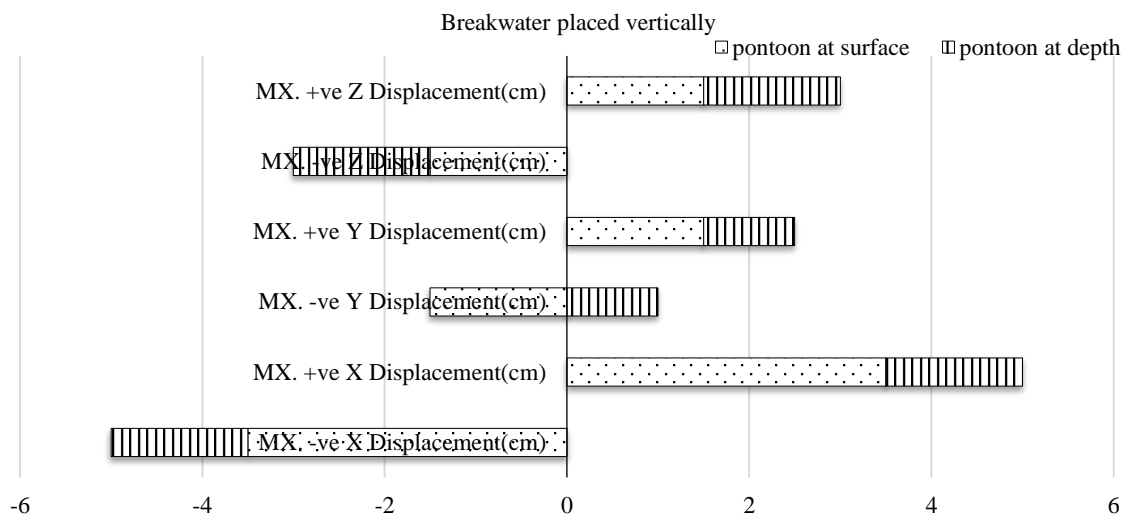 Breakwater placed vertically
pontoon at surface pontoon at depth
MX. +ve Z Displacement(cm)
MX. -ve Z Displacement(cm)
MX. +ve Y Displacement(cm)
MX. -ve Y Displacement(cm)
MX. +ve X Displacement(cm)
MX. -ve X Displacement(cm)
-6 -4 -2 0 2 4 6